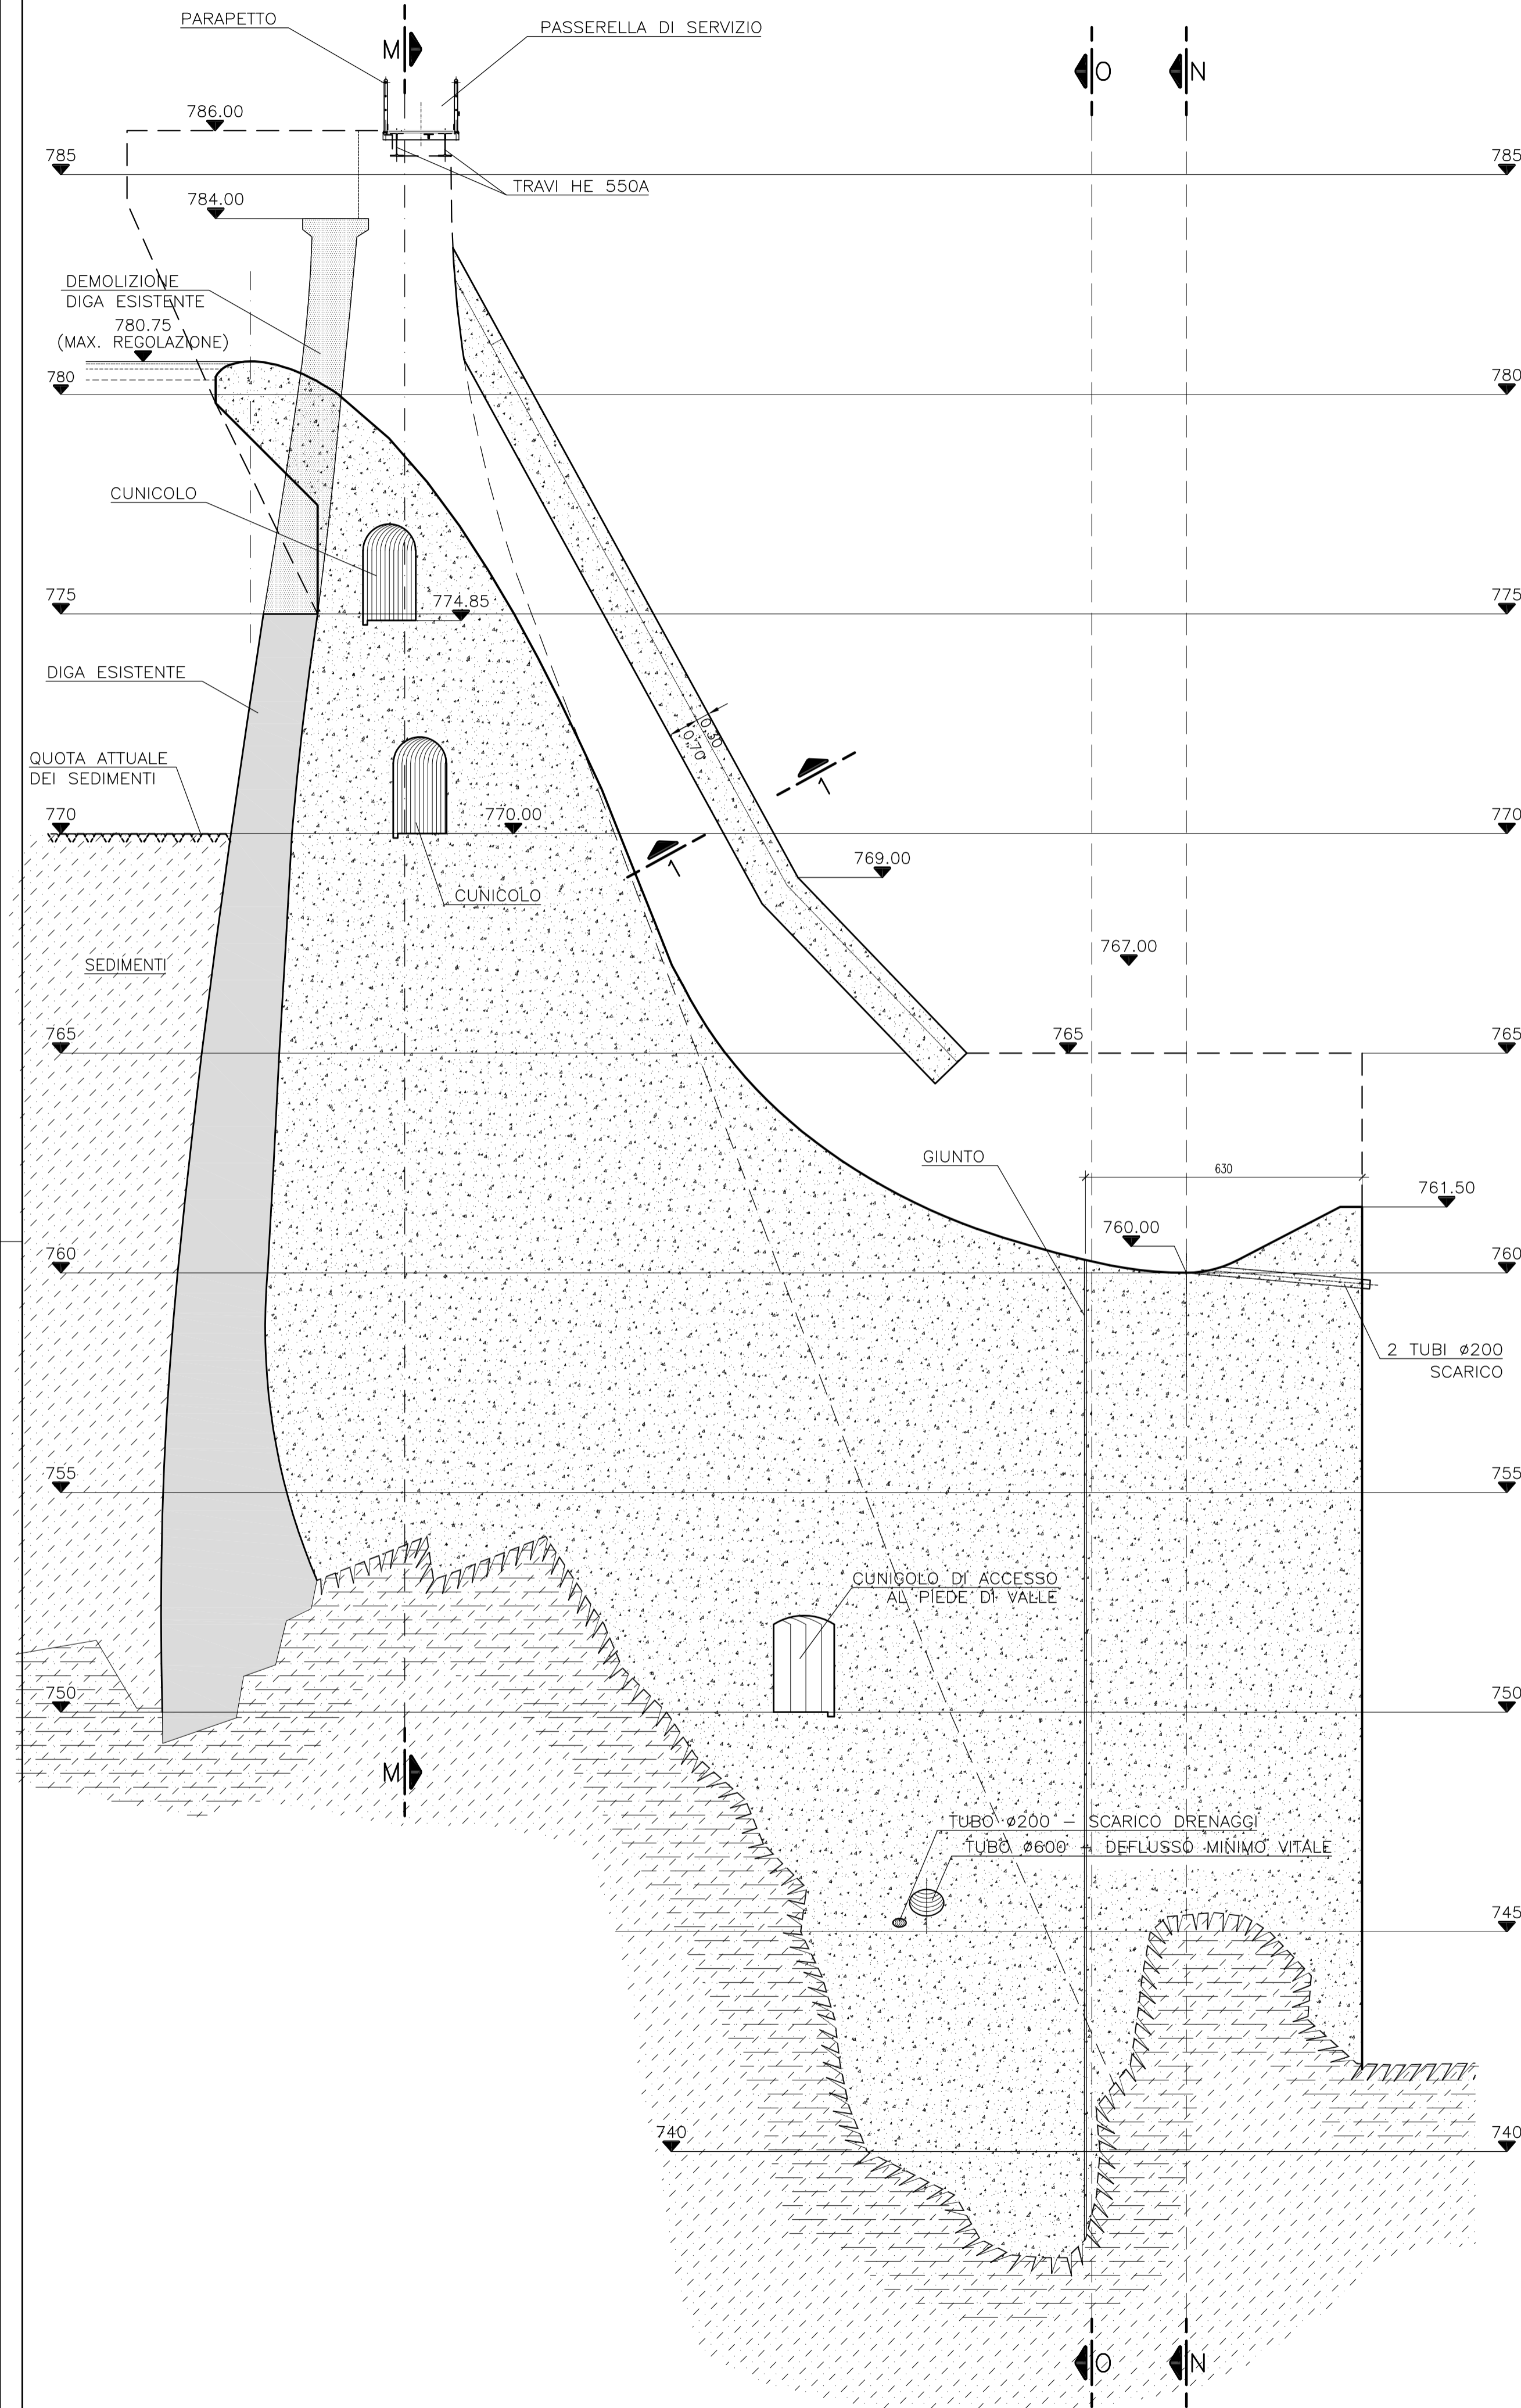 PARAPETTO
PASSERELLA DI SERVIZIO
M
O
N
786.00
785
785
TRAVI HE 550A
784.00
DEMOLIZIONE
DIGA ESISTENTE
780.75
(MAX. REGOLAZIONE)
780
780
CUNICOLO
775
774.85
775
DIGA ESISTENTE
0.30
0.70
QUOTA ATTUALE
DEI SEDIMENTI
770
770.00
770
769.00
CUNICOLO
767.00
SEDIMENTI
765
765
765
GIUNTO
630
761.50
760.00
760
760
2 TUBI Ø200
SCARICO
755
755
CUNICOLO DI ACCESSO
AL PIEDE DI VALLE
750
750
M
TUBO Ø200 – SCARICO DRENAGGI
TUBO Ø600 – DEFLUSSO MINIMO VITALE
745
740
740
O
N